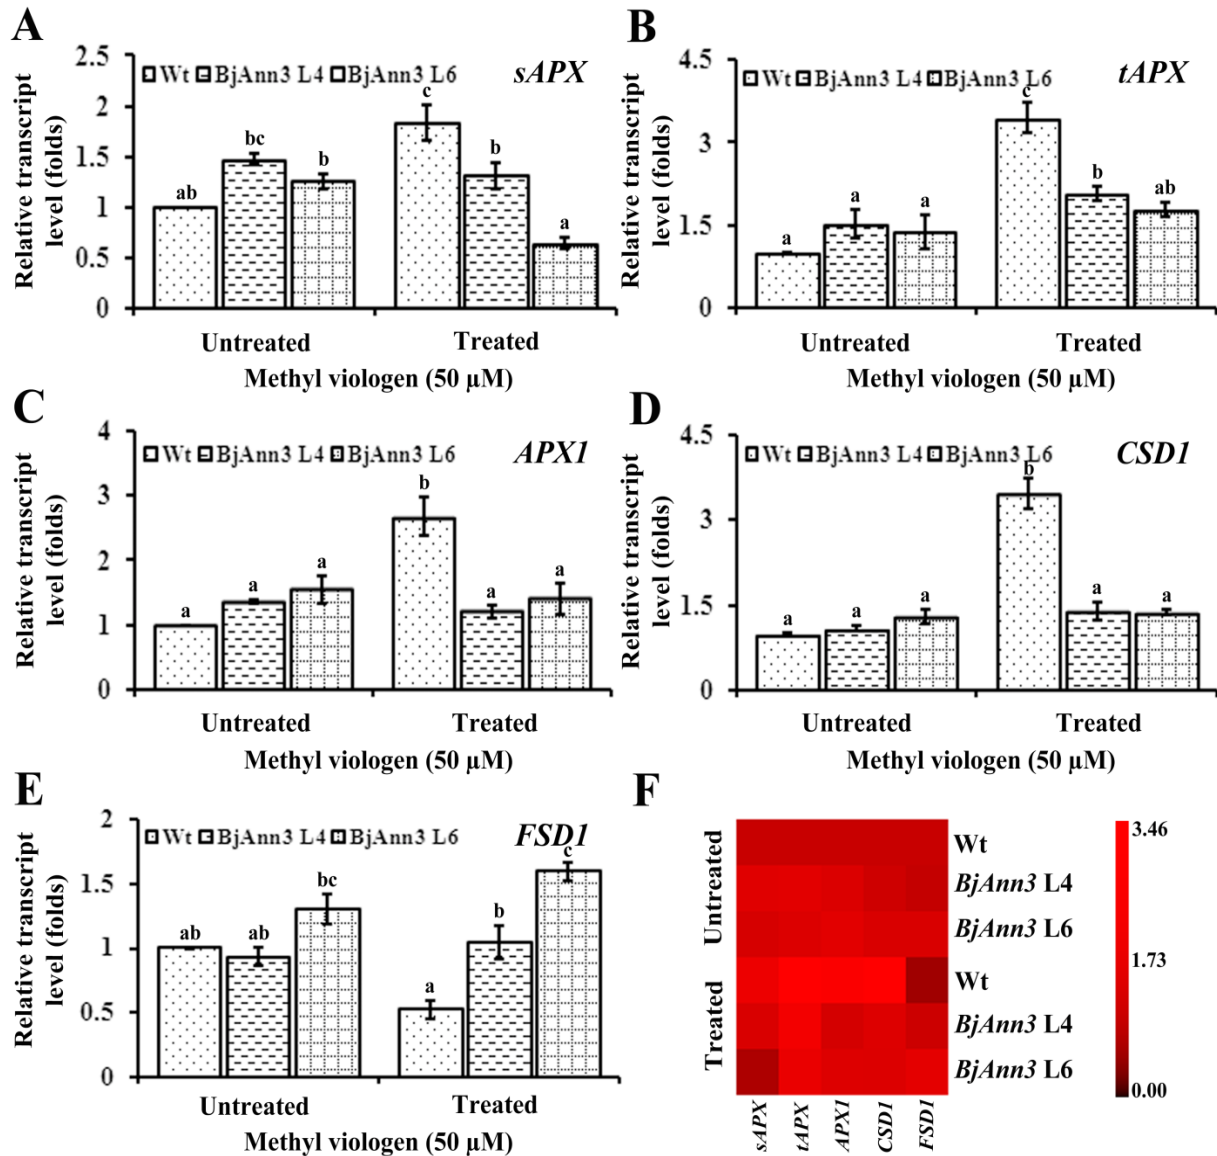 A
Relative transcript
level (folds)
2.5
2
1.5
1
0.5
0
Wt BjAnn3 L4 BjAnn3 L6
sAPX
ab
bc
b
c
b
a
Untreated
Treated
Methyl viologen (50 µM)
B
Relative transcript
level (folds)
4.5
3
1.5
0
Wt BjAnn3 L4 BjAnn3 L6
tAPX
a
a
a
c
b
ab
Untreated
Treated
Methyl viologen (50 µM)
C
Relative transcript
level (folds)
4
3
2
1
0
Wt BjAnn3 L4 BjAnn3 L6
APX1
a
a
a
b
a
a
Untreated
Treated
Methyl viologen (50 µM)
D
Relative transcript
level (folds)
4.5
3
1.5
0
Wt BjAnn3 L4 BjAnn3 L6
CSD1
a
a
a
b
a
a
Untreated
Treated
Methyl viologen (50 µM)
E
Relative transcript
level (folds)
2
1.5
1
0.5
0
Wt BjAnn3 L4 BjAnn3 L6
FSD1
ab
ab
bc
a
b
c
Untreated
Treated
Methyl viologen (50 µM)
F
Untreated
Treated
Wt
BjAnn3 L4
BjAnn3 L6
Wt
BjAnn3 L4
BjAnn3 L6
3.46
1.73
0.00
sAPX
tAPX
APX1
CSD1
FSD1